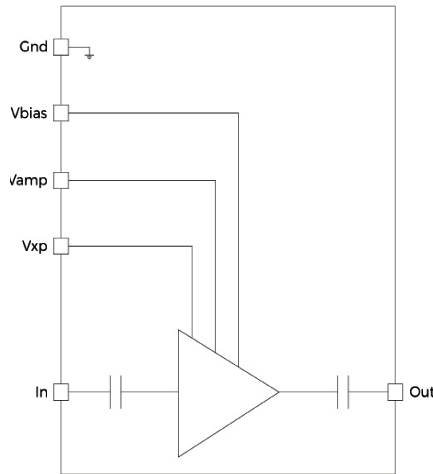 Gnd
Vbias
Vamp
Vxp
In
Out